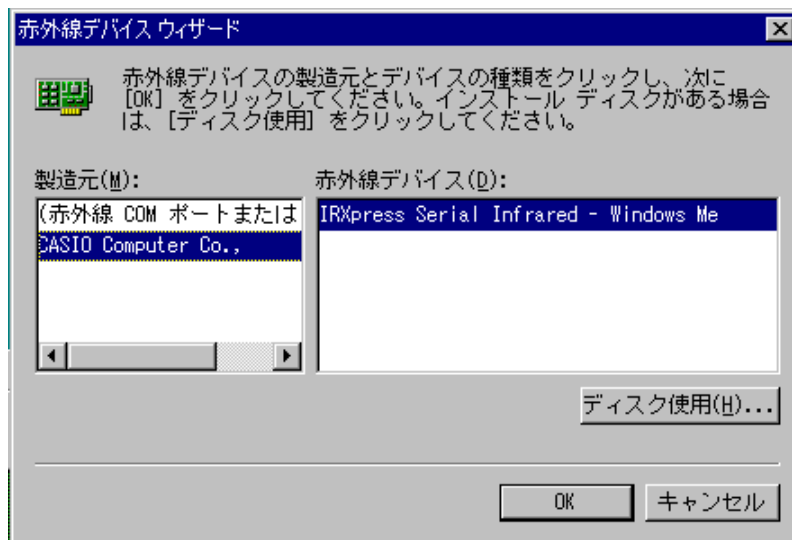 赤外線デバイス ウィザード
赤外線デバイスの製造元とデバイスの種類をクリックし、次に
[OK] をクリックしてください。インストール ディスクがある場合
は、[ディスク使用] をクリックしてください。
製造元(M):
赤外線デバイス(D):
(赤外線 COM ポートまたは
CASIO Computer Co.,
IRXpress Serial Infrared - Windows Me
ディスク使用(H)...
OK
キャンセル